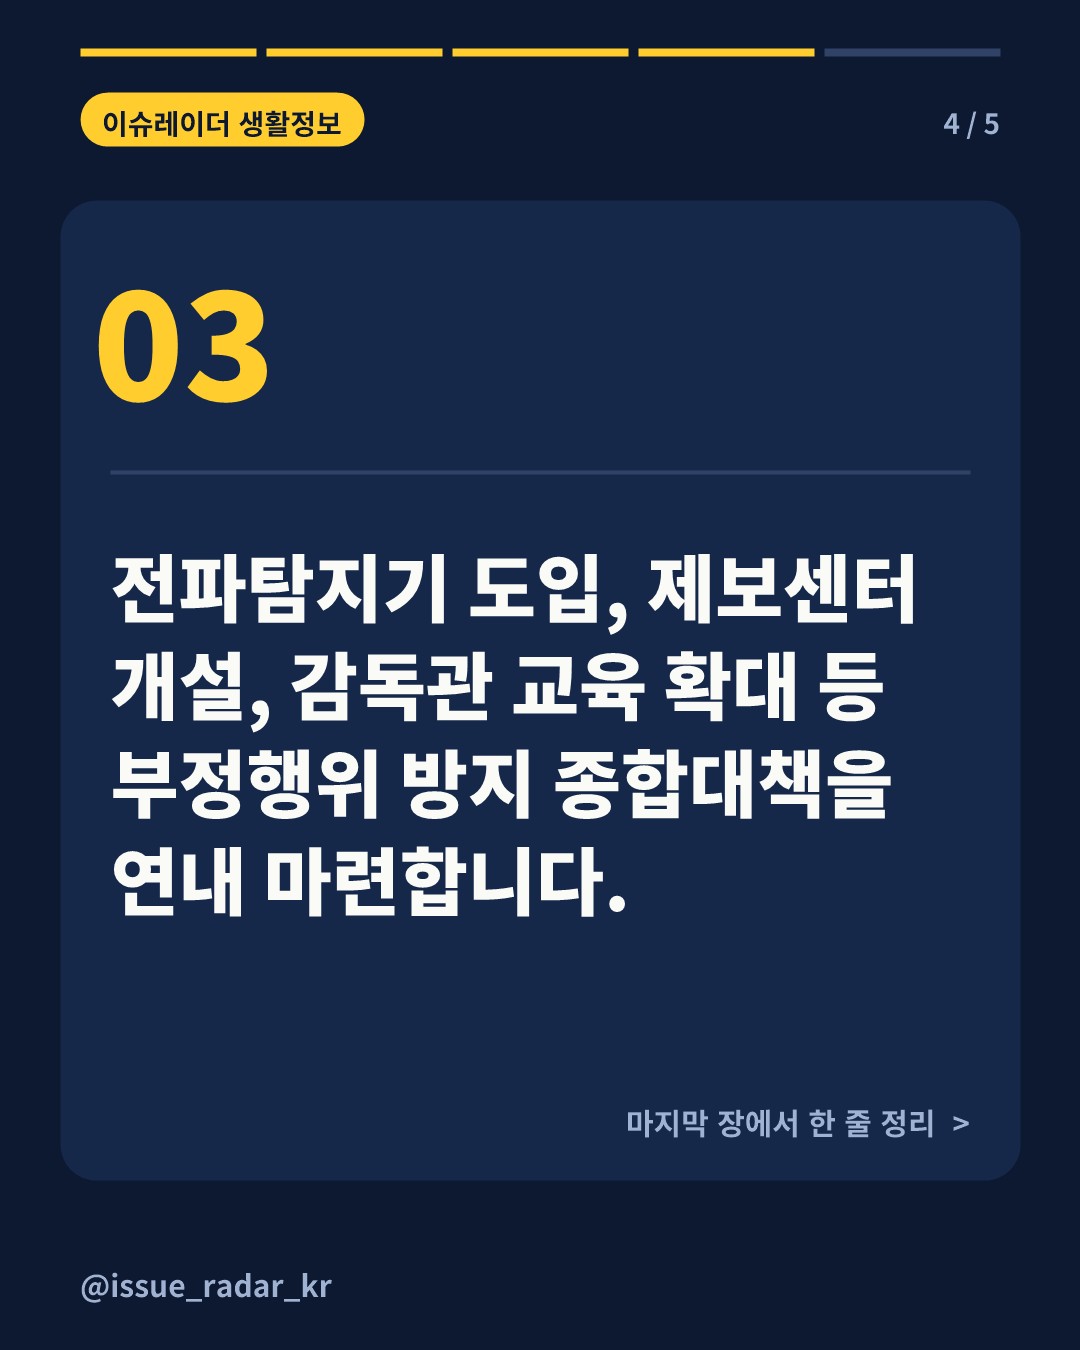 이슈레이더 생활정보
4 / 5
03
전파탐지기 도입, 제보센터
개설, 감독관 교육 확대 등
부정행위 방지 종합대책을
연내 마련합니다.
마지막 장에서 한 줄 정리 >
@issue_radar_kr